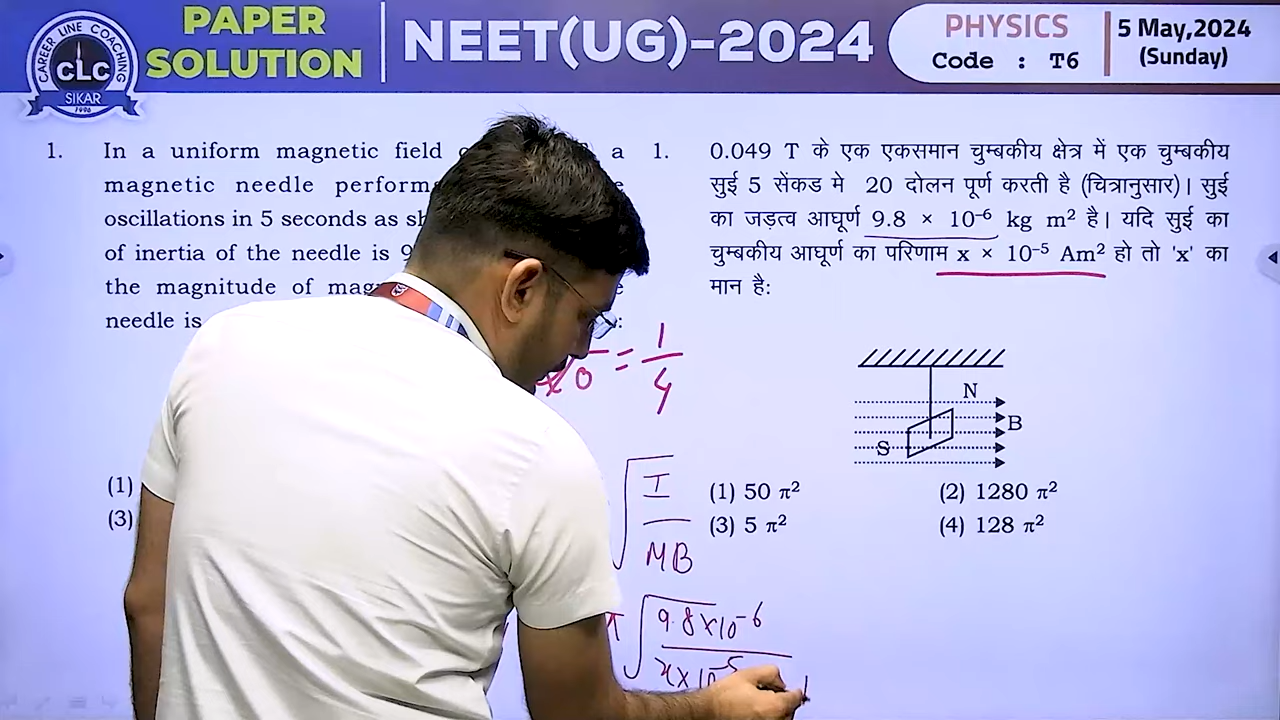 CAREER LINE COACHING
CLC
SIKAR
1996
PAPER
SOLUTION
NEET(UG)-2024
PHYSICS
Code : T6
5 May,2024
(Sunday)
1. In a uniform magnetic field
a
magnetic needle
oscillations in 5 seconds as
of inertia of the needle is
the magnitude of
needle is
(1)
(3)
1. 0.049 T के एक एकसमान चुम्बकीय क्षेत्र में एक चुम्बकीय
सुई 5 सेंकड मे 20 दोलन पूर्ण करती है (चित्रानुसार)। सुई
का जड़त्व आघूर्ण 9.8 × 10⁻⁶ kg m² है। यदि सुई का
चुम्बकीय आघूर्ण का परिणाम x × 10⁻⁵ Am² हो तो 'x' का
मान है:
N
B
S
(1) 50 π²
(2) 1280 π²
(3) 5 π²
(4) 128 π²
= 1/4
√ I/MB
π √ 9.8×10⁻⁶
x×10⁻⁵